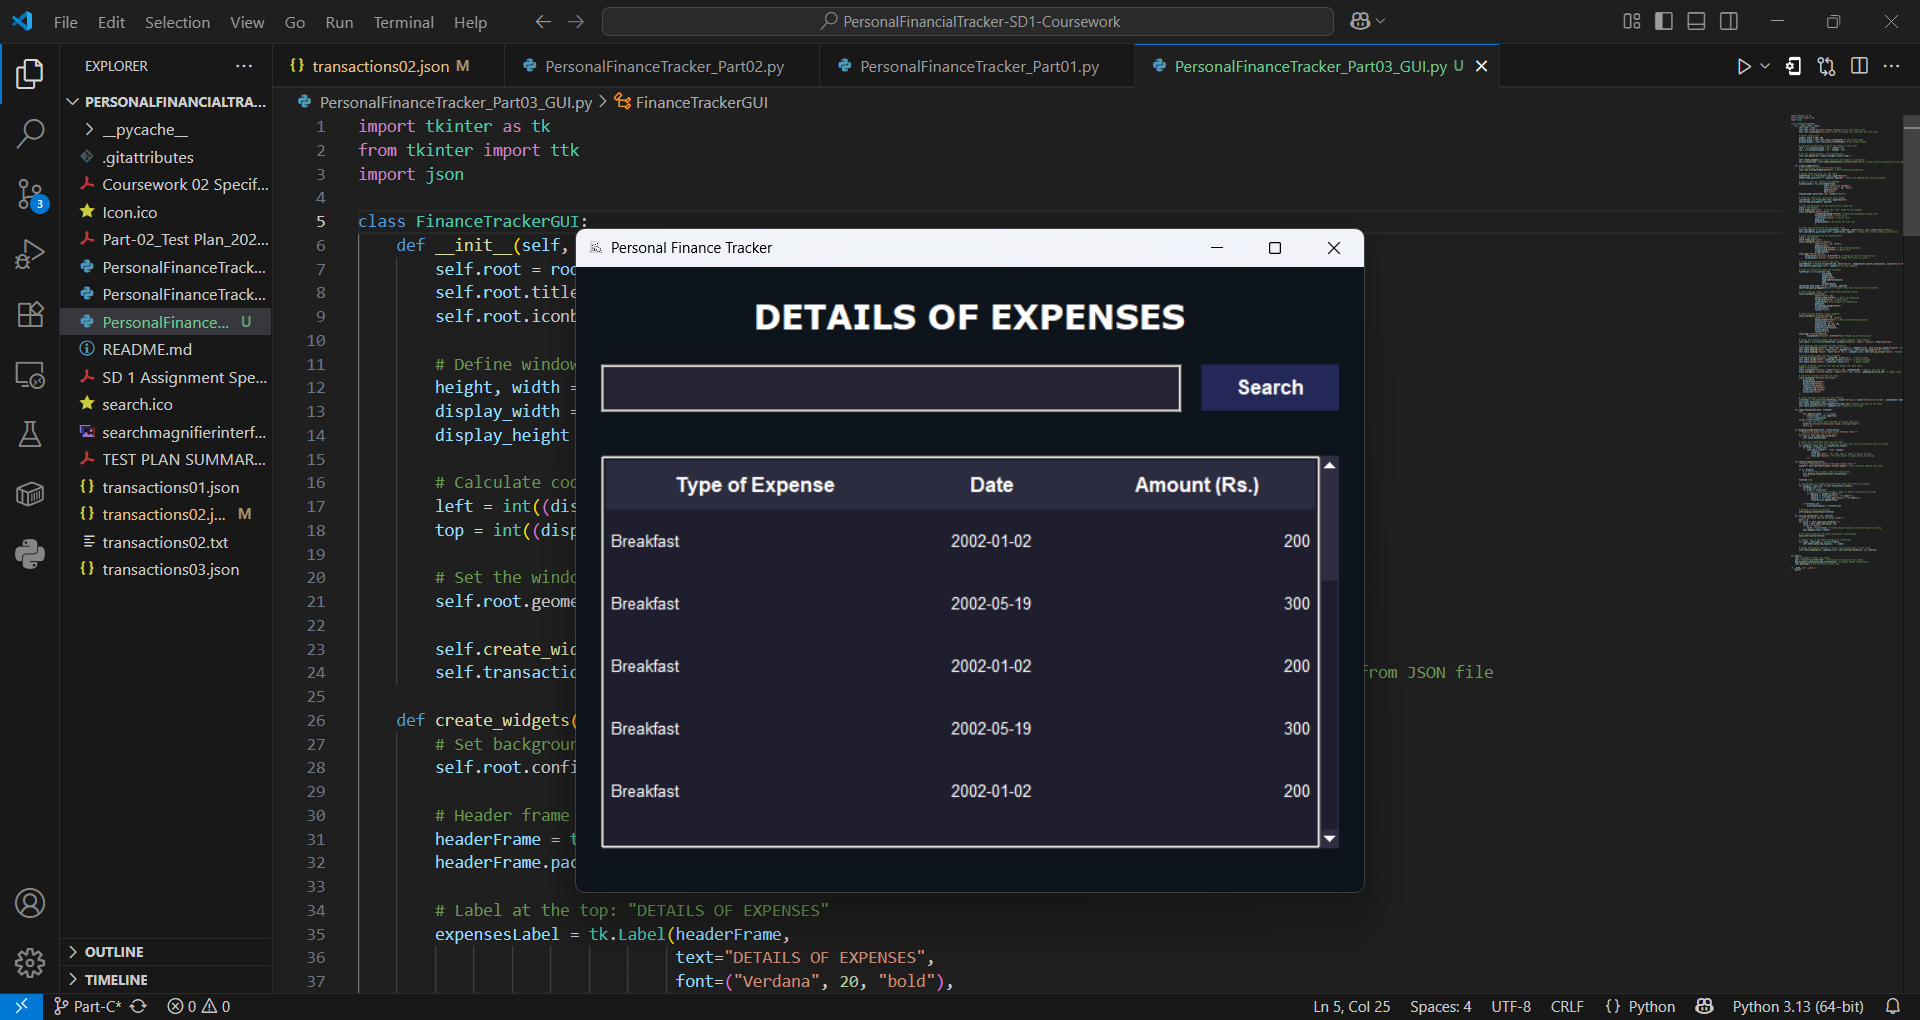 File Edit Selection View Go Run Terminal Help
PersonalFinancialTracker-SD1-Coursework
EXPLORER
transactions02.json M
PersonalFinanceTracker_Part02.py
PersonalFinanceTracker_Part01.py
PersonalFinanceTracker_Part03_GUI.py U
PERSONALFINANCIALTRA...
__pycache__
.gitattributes
Coursework 02 Specif...
Icon.ico
Part-02_Test Plan_202...
PersonalFinanceTrack...
PersonalFinanceTrack...
PersonalFinance... U
README.md
SD 1 Assignment Spe...
search.ico
searchmagnifierinterf...
TEST PLAN SUMMAR...
transactions01.json
transactions02.j... M
transactions02.txt
transactions03.json
OUTLINE
TIMELINE
3
PersonalFinanceTracker_Part03_GUI.py > FinanceTrackerGUI
1 import tkinter as tk
2 from tkinter import ttk
3 import json
4
5 class FinanceTrackerGUI:
6 def __init__(self,
7 self.root = roo
8 self.root.title
9 self.root.iconb
10
11 # Define window
12 height, width =
13 display_width =
14 display_height
15
16 # Calculate coo
17 left = int((dis
18 top = int((disp
19
20 # Set the windo
21 self.root.geome
22
23 self.create_wid
24 self.transactio from JSON file
25
26 def create_widgets(
27 # Set backgroun
28 self.root.confi
29
30 # Header frame
31 headerFrame = t
32 headerFrame.pac
33
34 # Label at the top: "DETAILS OF EXPENSES"
35 expensesLabel = tk.Label(headerFrame,
36 text="DETAILS OF EXPENSES",
37 font=("Verdana", 20, "bold"),
Personal Finance Tracker
DETAILS OF EXPENSES
Search
Type of Expense Date Amount (Rs.)
Breakfast 2002-01-02 200
Breakfast 2002-05-19 300
Breakfast 2002-01-02 200
Breakfast 2002-05-19 300
Breakfast 2002-01-02 200
Part-C* 0 0 Ln 5, Col 25 Spaces: 4 UTF-8 CRLF {} Python Python 3.13 (64-bit)